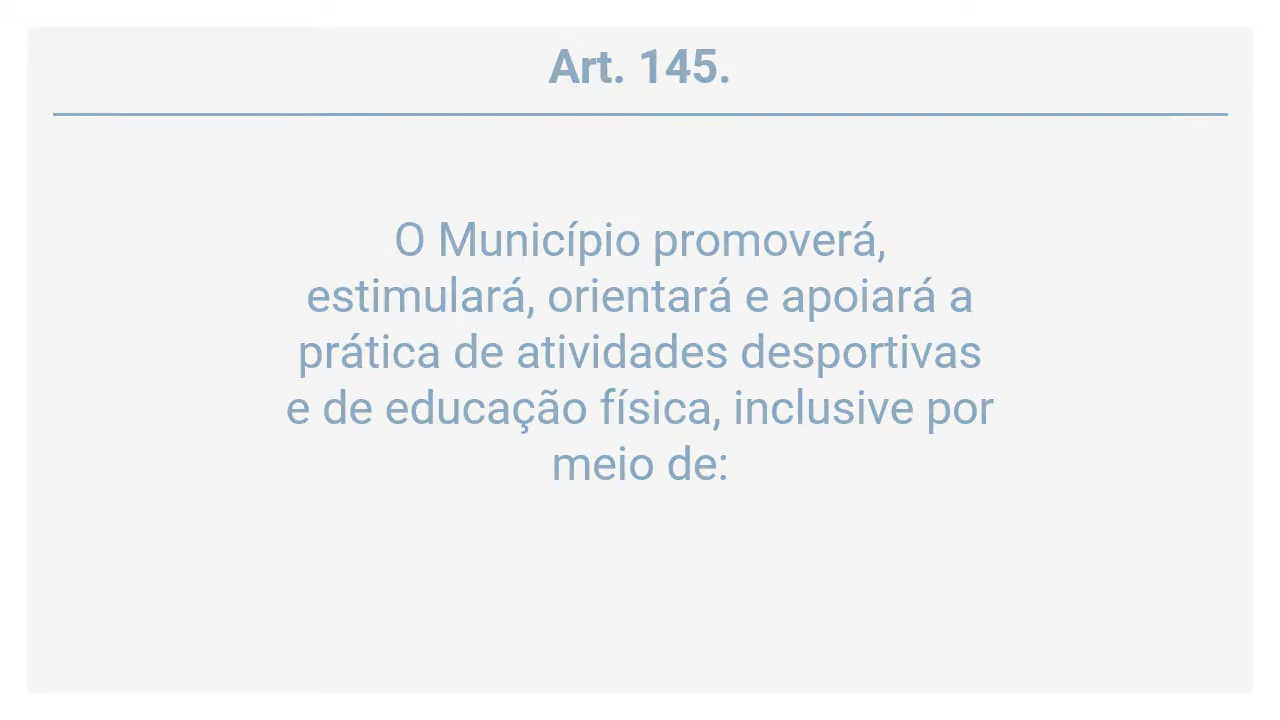 Art. 145.
O Município promoverá,
estimulará, orientará e apoiará a
prática de atividades desportivas
e de educação física, inclusive por
meio de: